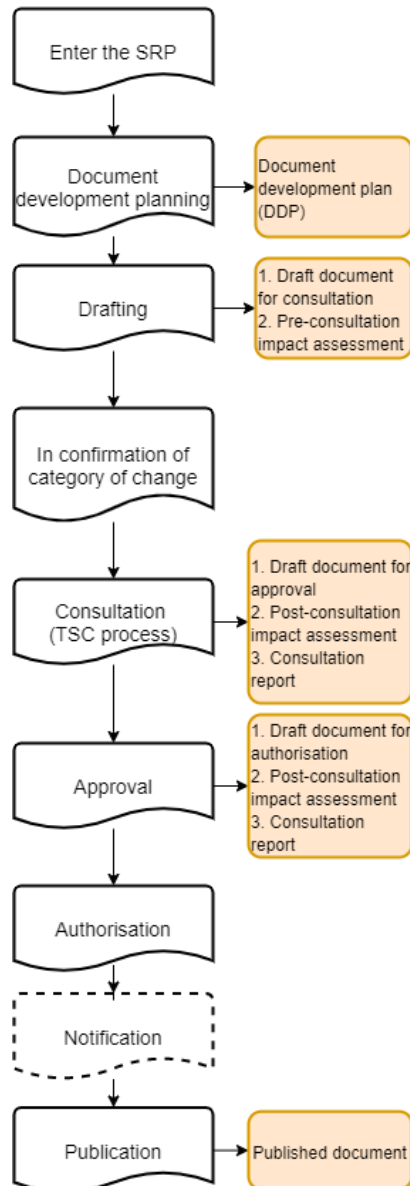 Enter the SRP
Document
development planning
Document
development plan
(DDP)
Drafting
1. Draft document
for consultation
2. Pre-consultation
impact assessment
In confirmation of
category of change
Consultation
(TSC process)
1. Draft document for
approval
2. Post-consultation
impact assessment
3. Consultation
report
Approval
1. Draft document for
authorisation
2. Post-consultation
impact assessment
3. Consultation
report
Authorisation
Notification
Publication
Published document